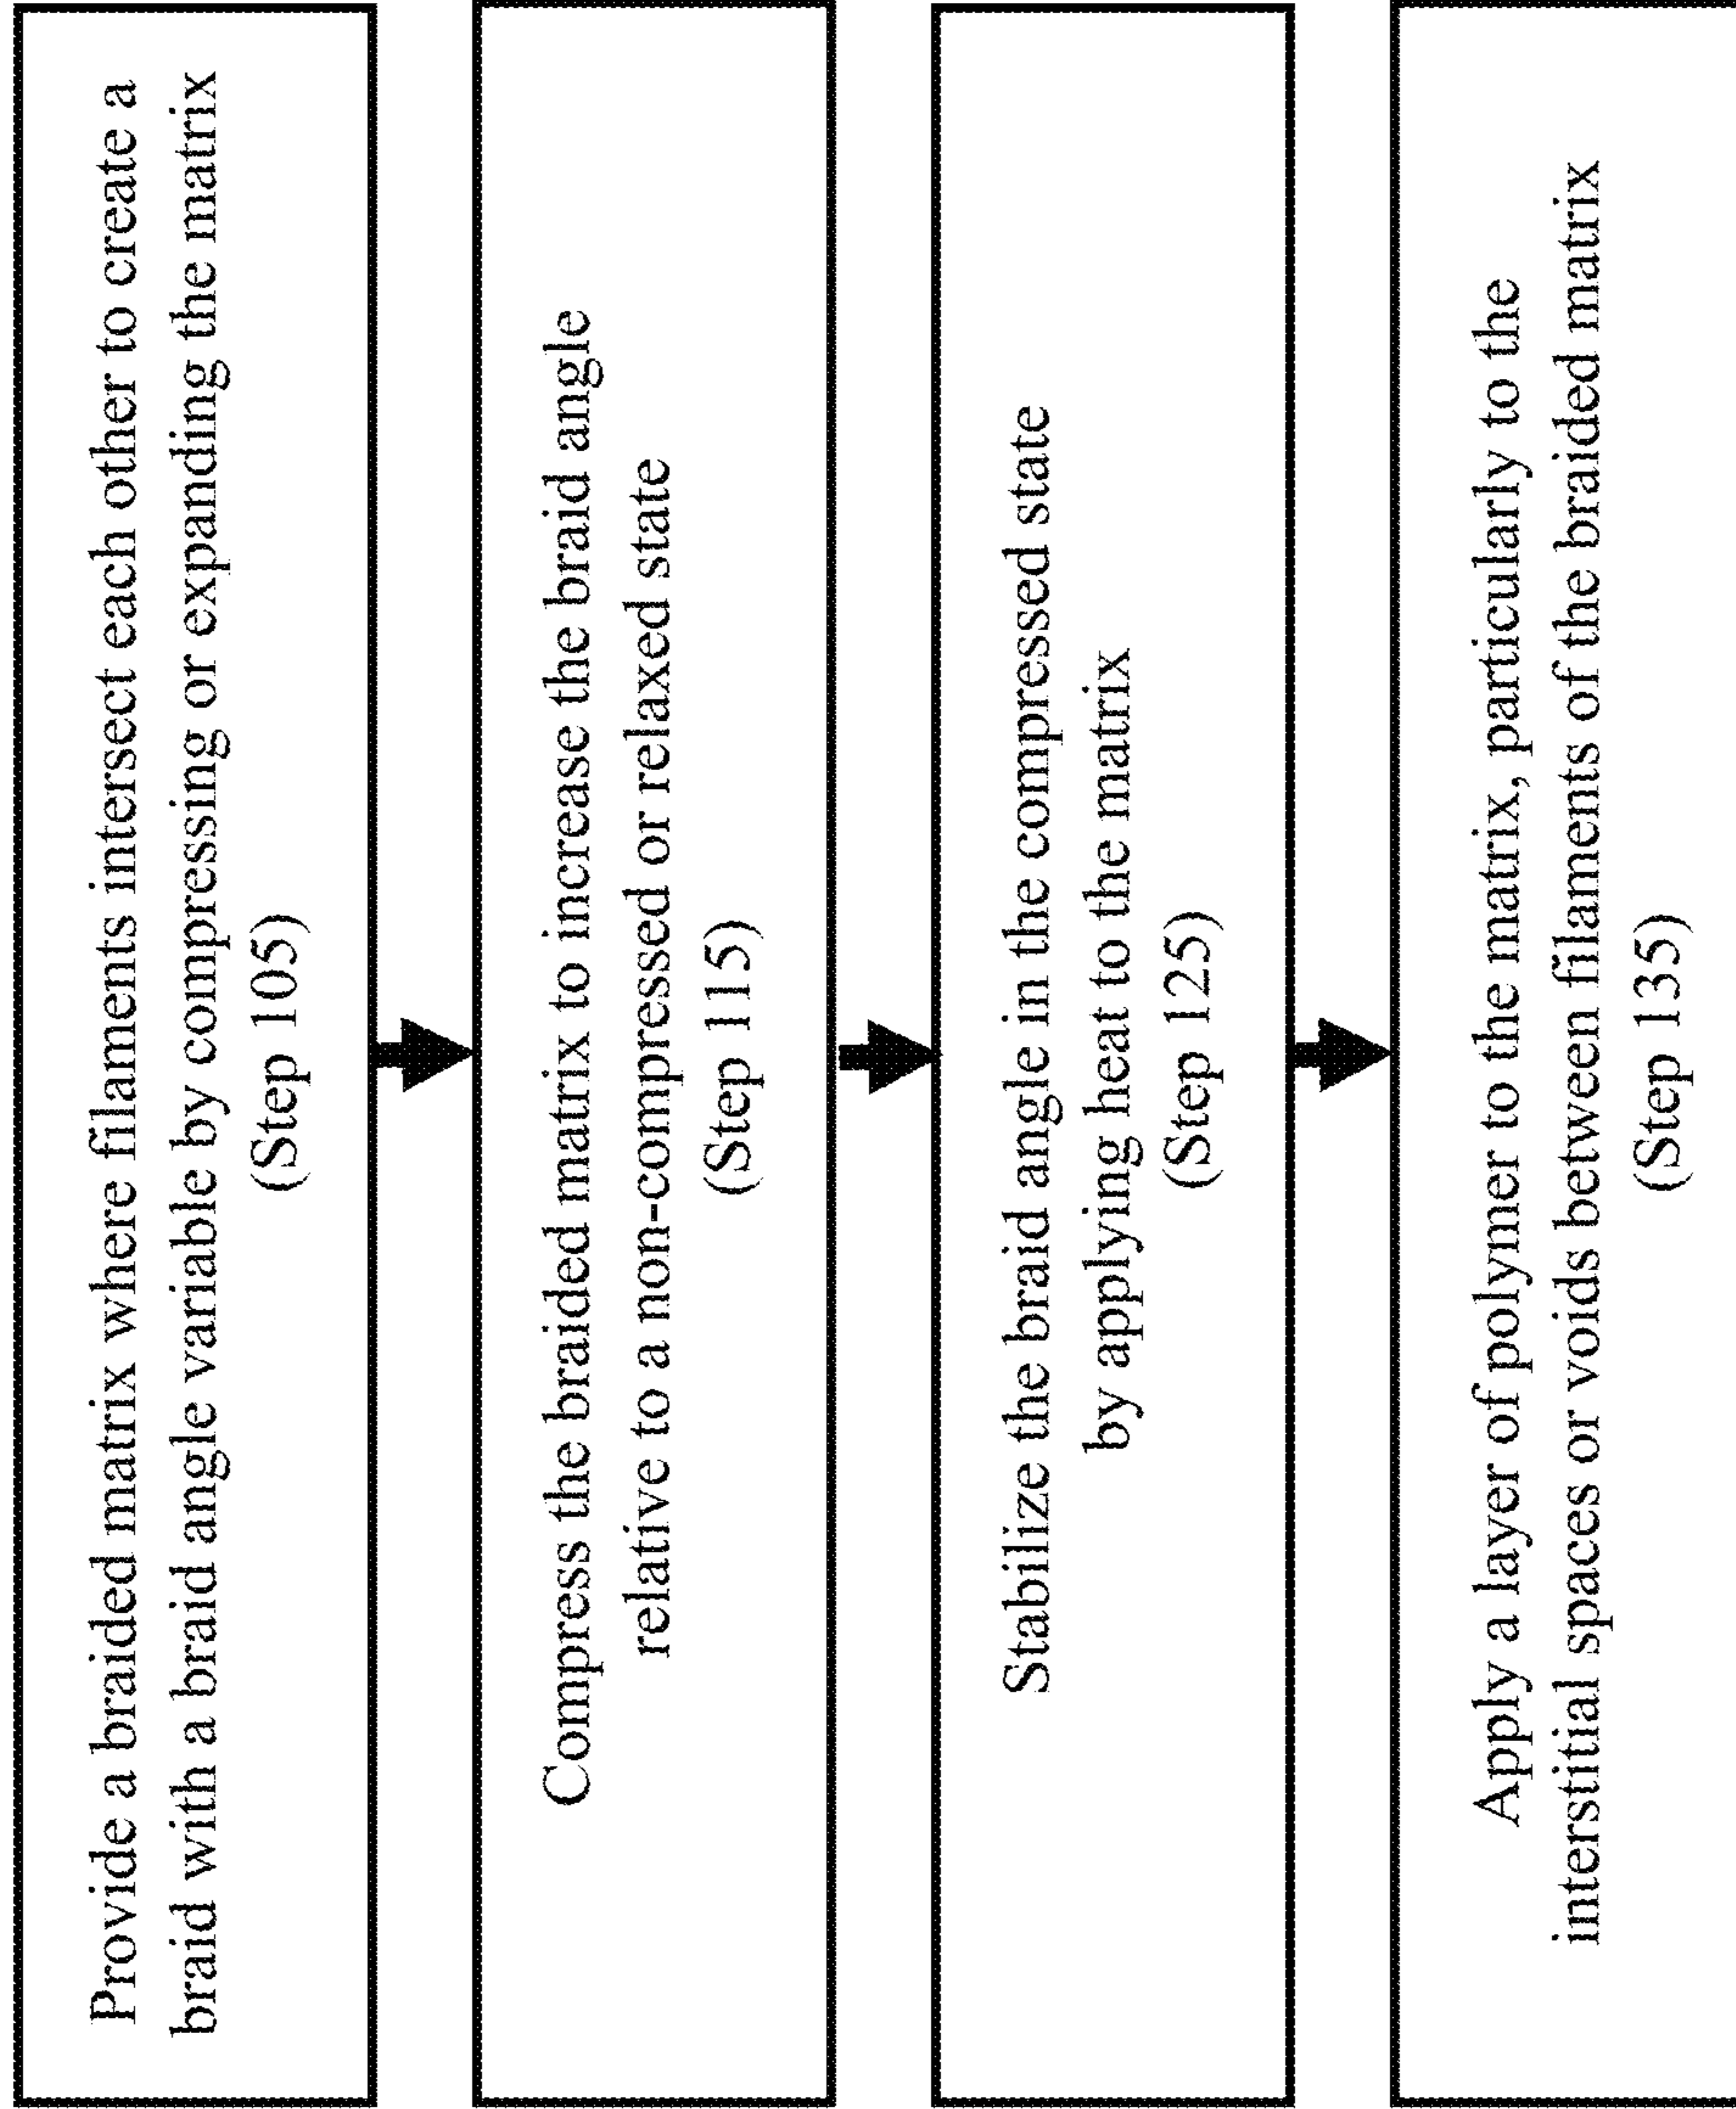 Provide a braided matrix where filaments intersect each other to create a
braid with a braid angle variable by compressing or expanding the matrix
(Step 105)
Compress the braided matrix to increase the braid angle
relative to a non-compressed or relaxed state
(Step 115)
Stabilize the braid angle in the compressed state
by applying heat to the matrix
(Step 125)
Apply a layer of polymer to the matrix, particularly to the
interstitial spaces or voids between filaments of the braided matrix
(Step 135)